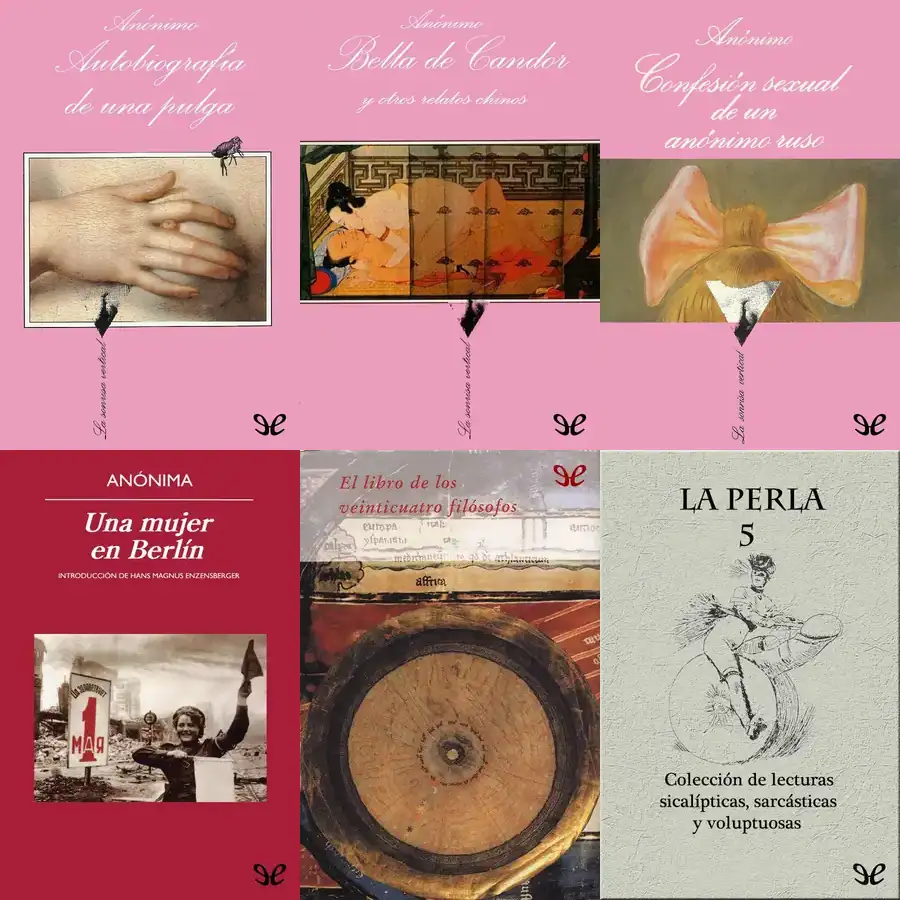 Anónimo
Autobiografía
de una pulga
La sonrisa vertical
Anónimo
Bella de Candor
y otros relatos chinos
La sonrisa vertical
Anónimo
Confesión sexual
de un
anónimo ruso
La sonrisa vertical
ANÓNIMA
Una mujer
en Berlín
INTRODUCCIÓN DE HANS MAGNUS ENZENSBERGER
1
МАЯ
El libro de los
veinticuatro filósofos
europa
affrica
LA PERLA
5
Colección de lecturas
sicalípticas, sarcásticas
y voluptuosas